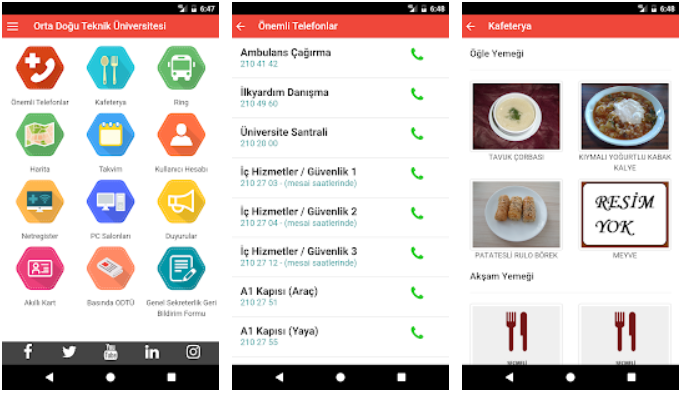 6:47
Orta Doğu Teknik Üniversitesi
Önemli Telefonlar
Kafeterya
Ring
Harita
Takvim
Kullanıcı Hesabı
Netregister
PC Salonları
Duyurular
Akıllı Kart
Basında ODTÜ
Genel Sekreterlik Geri
Bildirim Formu
You
Tube
6:48
Önemli Telefonlar
Ambulans Çağırma
210 41 42
İlkyardım Danışma
210 49 60
Üniversite Santrali
210 20 00
İç Hizmetler / Güvenlik 1
210 27 03 - (mesai saatlerinde)
İç Hizmetler / Güvenlik 2
210 27 04 - (mesai saatlerinde)
İç Hizmetler / Güvenlik 3
210 27 12 - (mesai saatlerinde)
A1 Kapısı (Araç)
210 27 51
A1 Kapısı (Yaya)
210 27 55
6:48
Kafeterya
Öğle Yemeği
TAVUK ÇORBASI
KIYMALI YOĞURTLU KABAK
KALYE
PATATESLİ RULO BÖREK
RESİM
YOK
MEYVE
Akşam Yemeği